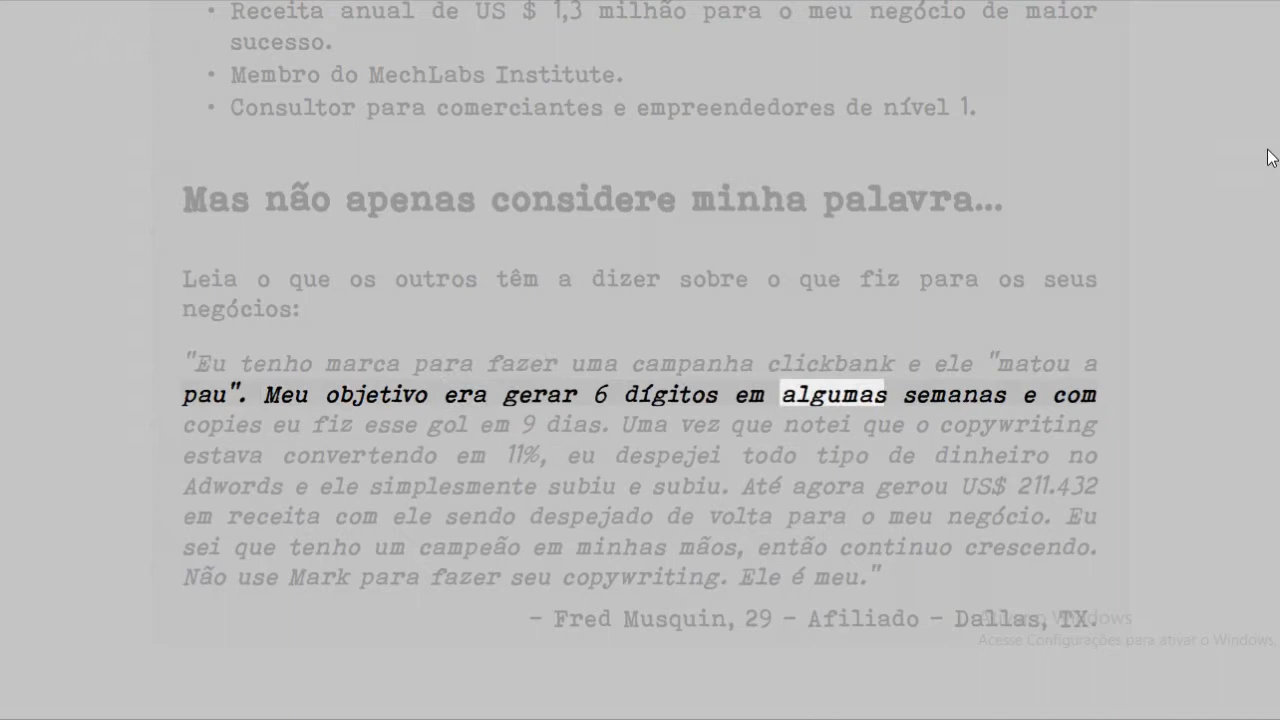 • Receita anual de US $ 1,3 milhão para o meu negócio de maior
sucesso.
• Membro do MechLabs Institute.
• Consultor para comerciantes e empreendedores de nível 1.
Mas não apenas considere minha palavra...
Leia o que os outros têm a dizer sobre o que fiz para os seus
negócios:
"Eu tenho marca para fazer uma campanha clickbank e ele "matou a
pau". Meu objetivo era gerar 6 dígitos em algumas semanas e com
copies eu fiz esse gol em 9 dias. Uma vez que notei que o copywriting
estava convertendo em 11%, eu despejei todo tipo de dinheiro no
Adwords e ele simplesmente subiu e subiu. Até agora gerou US$ 211.432
em receita com ele sendo despejado de volta para o meu negócio. Eu
sei que tenho um campeão em minhas mãos, então continuo crescendo.
Não use Mark para fazer seu copywriting. Ele é meu."
- Fred Musquin, 29 - Afiliado - Dallas, TX.
Ativar o Windows
Acesse Configurações para ativar o Windows.